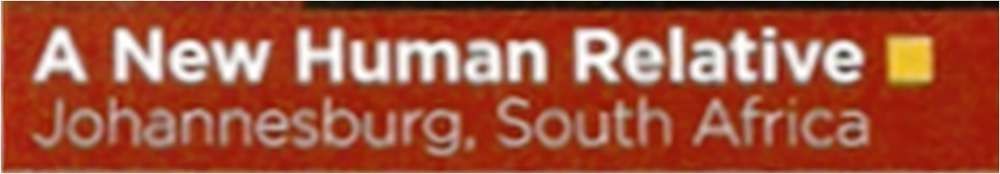 A New Human Relative
Johannesburg, South Africa